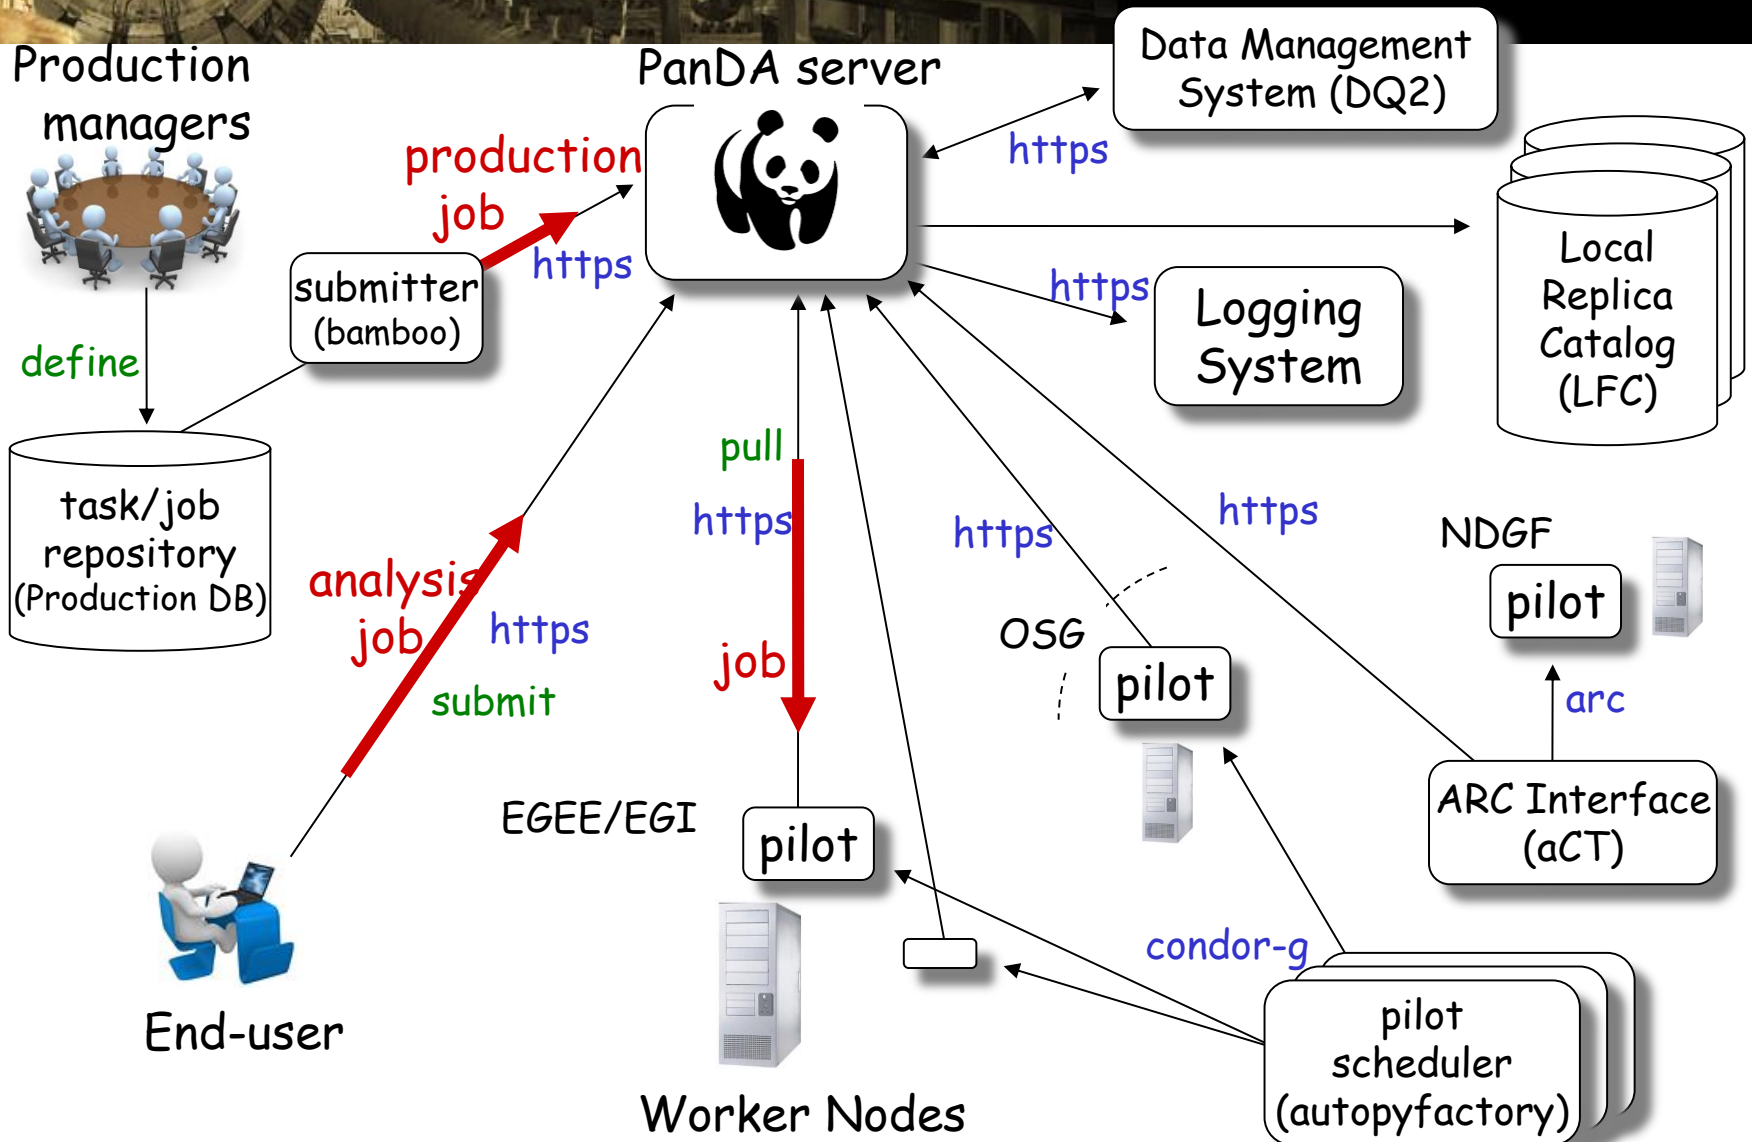 Production
managers
PanDA server
Data Management
System (DQ2)
production
job
https
https
submitter
(bamboo)
define
https
Logging
System
Local
Replica
Catalog
(LFC)
task/job
repository
(Production DB)
pull
https
job
analysis
job
https
submit
https
https
OSG
pilot
NDGF
pilot
arc
ARC Interface
(aCT)
EGEE/EGI
pilot
condor-g
pilot
scheduler
(autopyfactory)
End-user
Worker Nodes